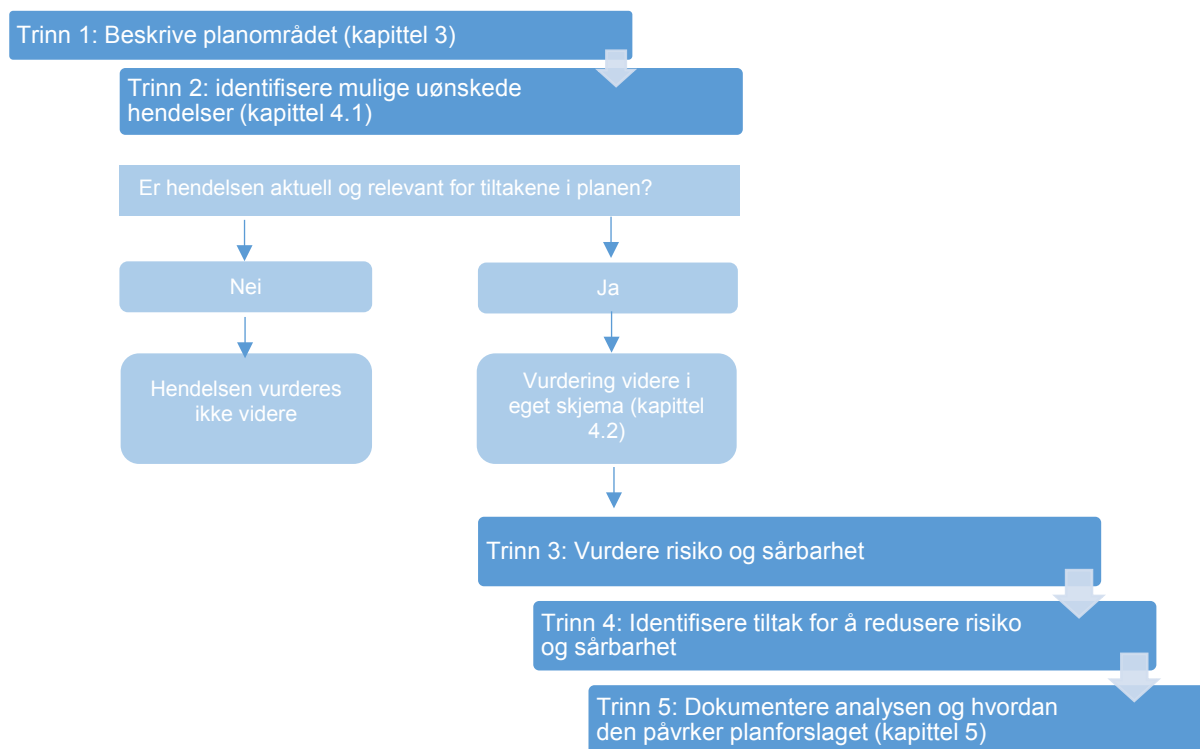 Trinn 1: Beskrive planområdet (kapittel 3)
Trinn 2: identifisere mulige uønskede
hendelser (kapittel 4.1)
Er hendelsen aktuell og relevant for tiltakene i planen?
Nei
Ja
Hendelsen vurderes
ikke videre
Vurdering videre i
eget skjema (kapittel
4.2)
Trinn 3: Vurdere risiko og sårbarhet
Trinn 4: Identifisere tiltak for å redusere risiko
og sårbarhet
Trinn 5: Dokumentere analysen og hvordan
den påvrker planforslaget (kapittel 5)